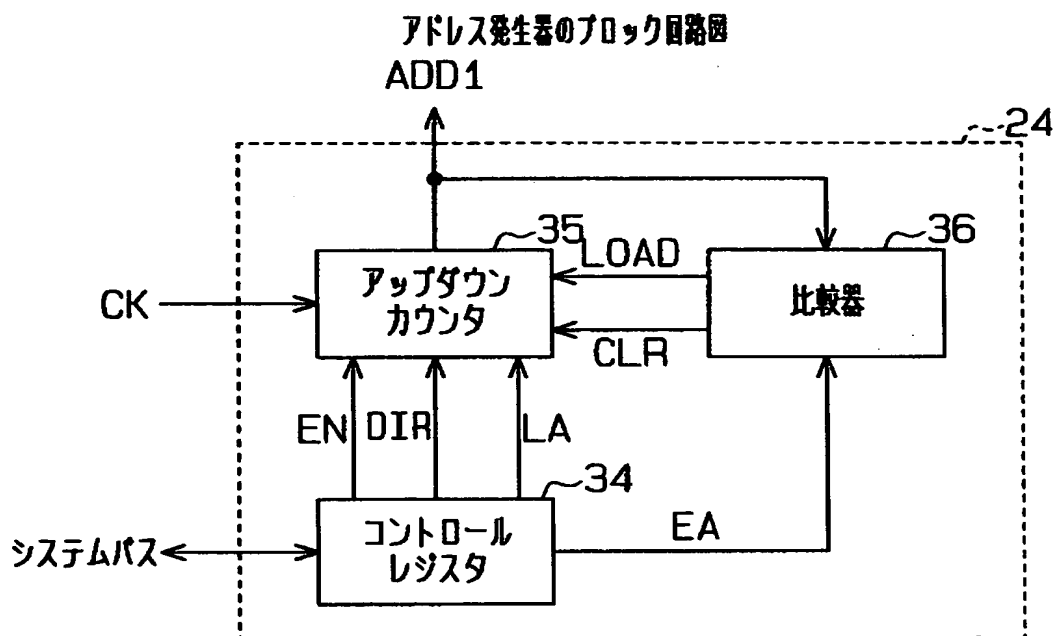 アドレス発生器のブロック回路図
ADD1
24
35
LOAD
36
アップダウン
カウンタ
比較器
CK
CLR
EN
DIR
LA
34
コントロール
レジスタ
EA
システムバス